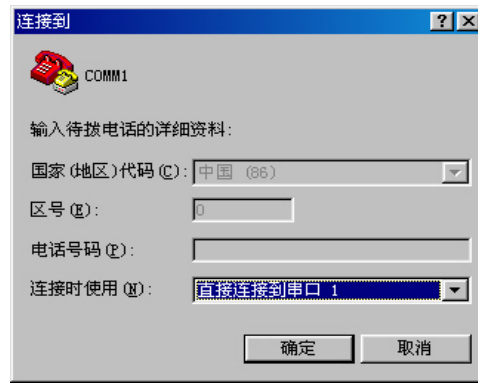 连接到
COMM1
输入待拨电话的详细资料:
国家(地区)代码(C): 中国 (86)
区号(E): 0
电话号码(P):
连接时使用(N): 直接连接到串口 1
确定 取消